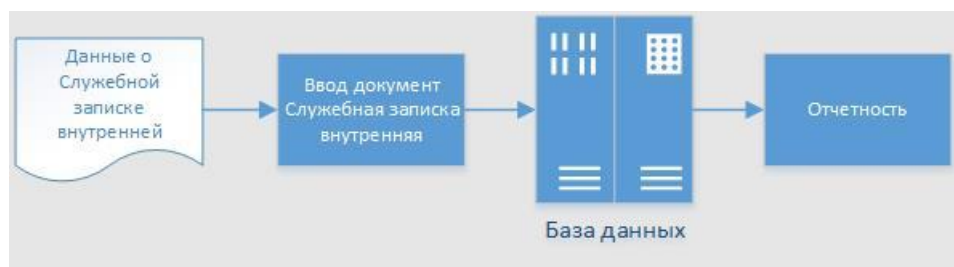 Данные о
Служебной
записке
внутренней
Ввод документ
Служебная записка
внутренняя
База данных
Отчетность